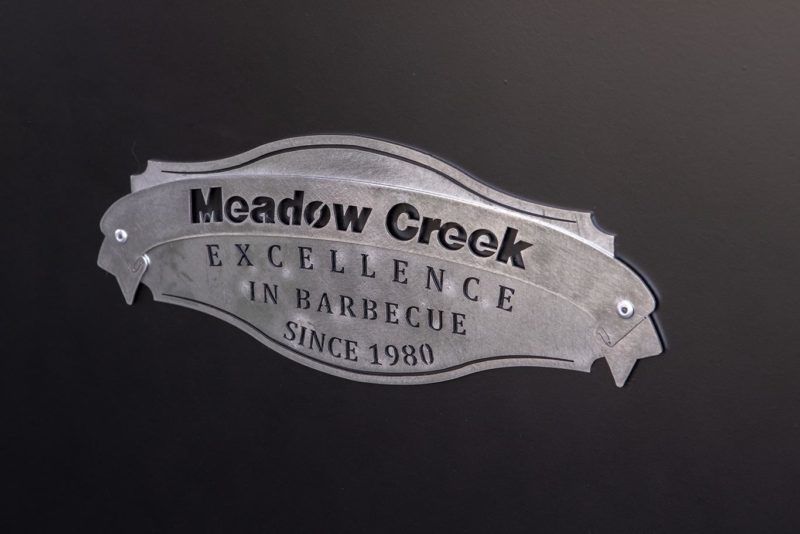 Meadow Creek
EXCELLENCE
IN BARBECUE
SINCE 1980